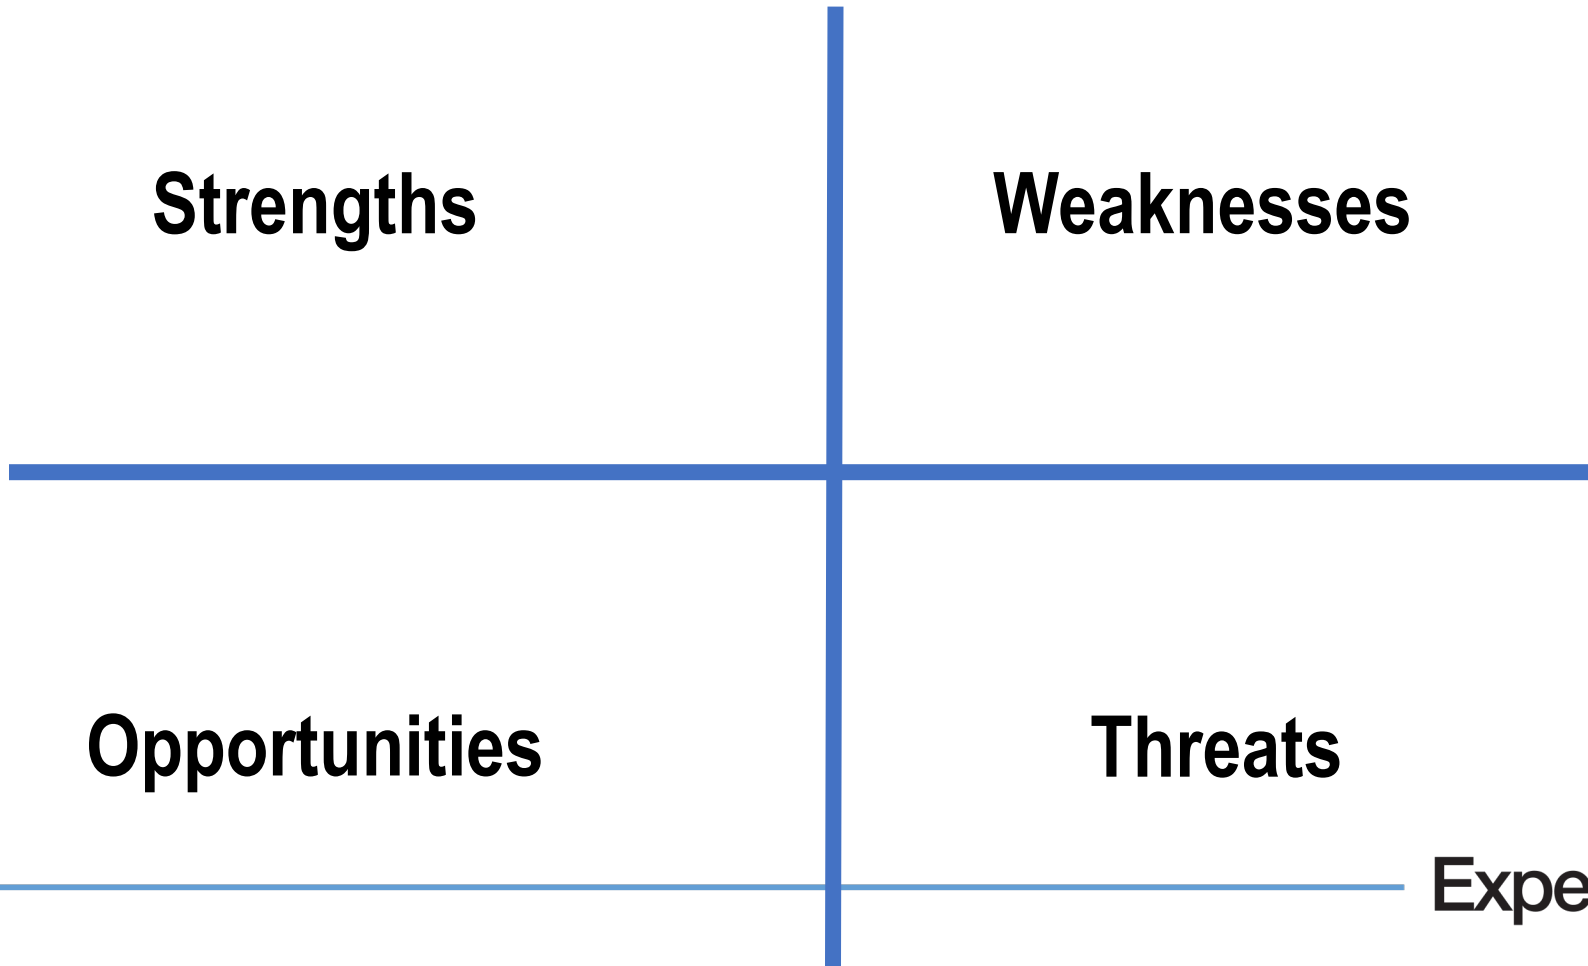 Strengths
Weaknesses
Opportunities
Threats
Expe